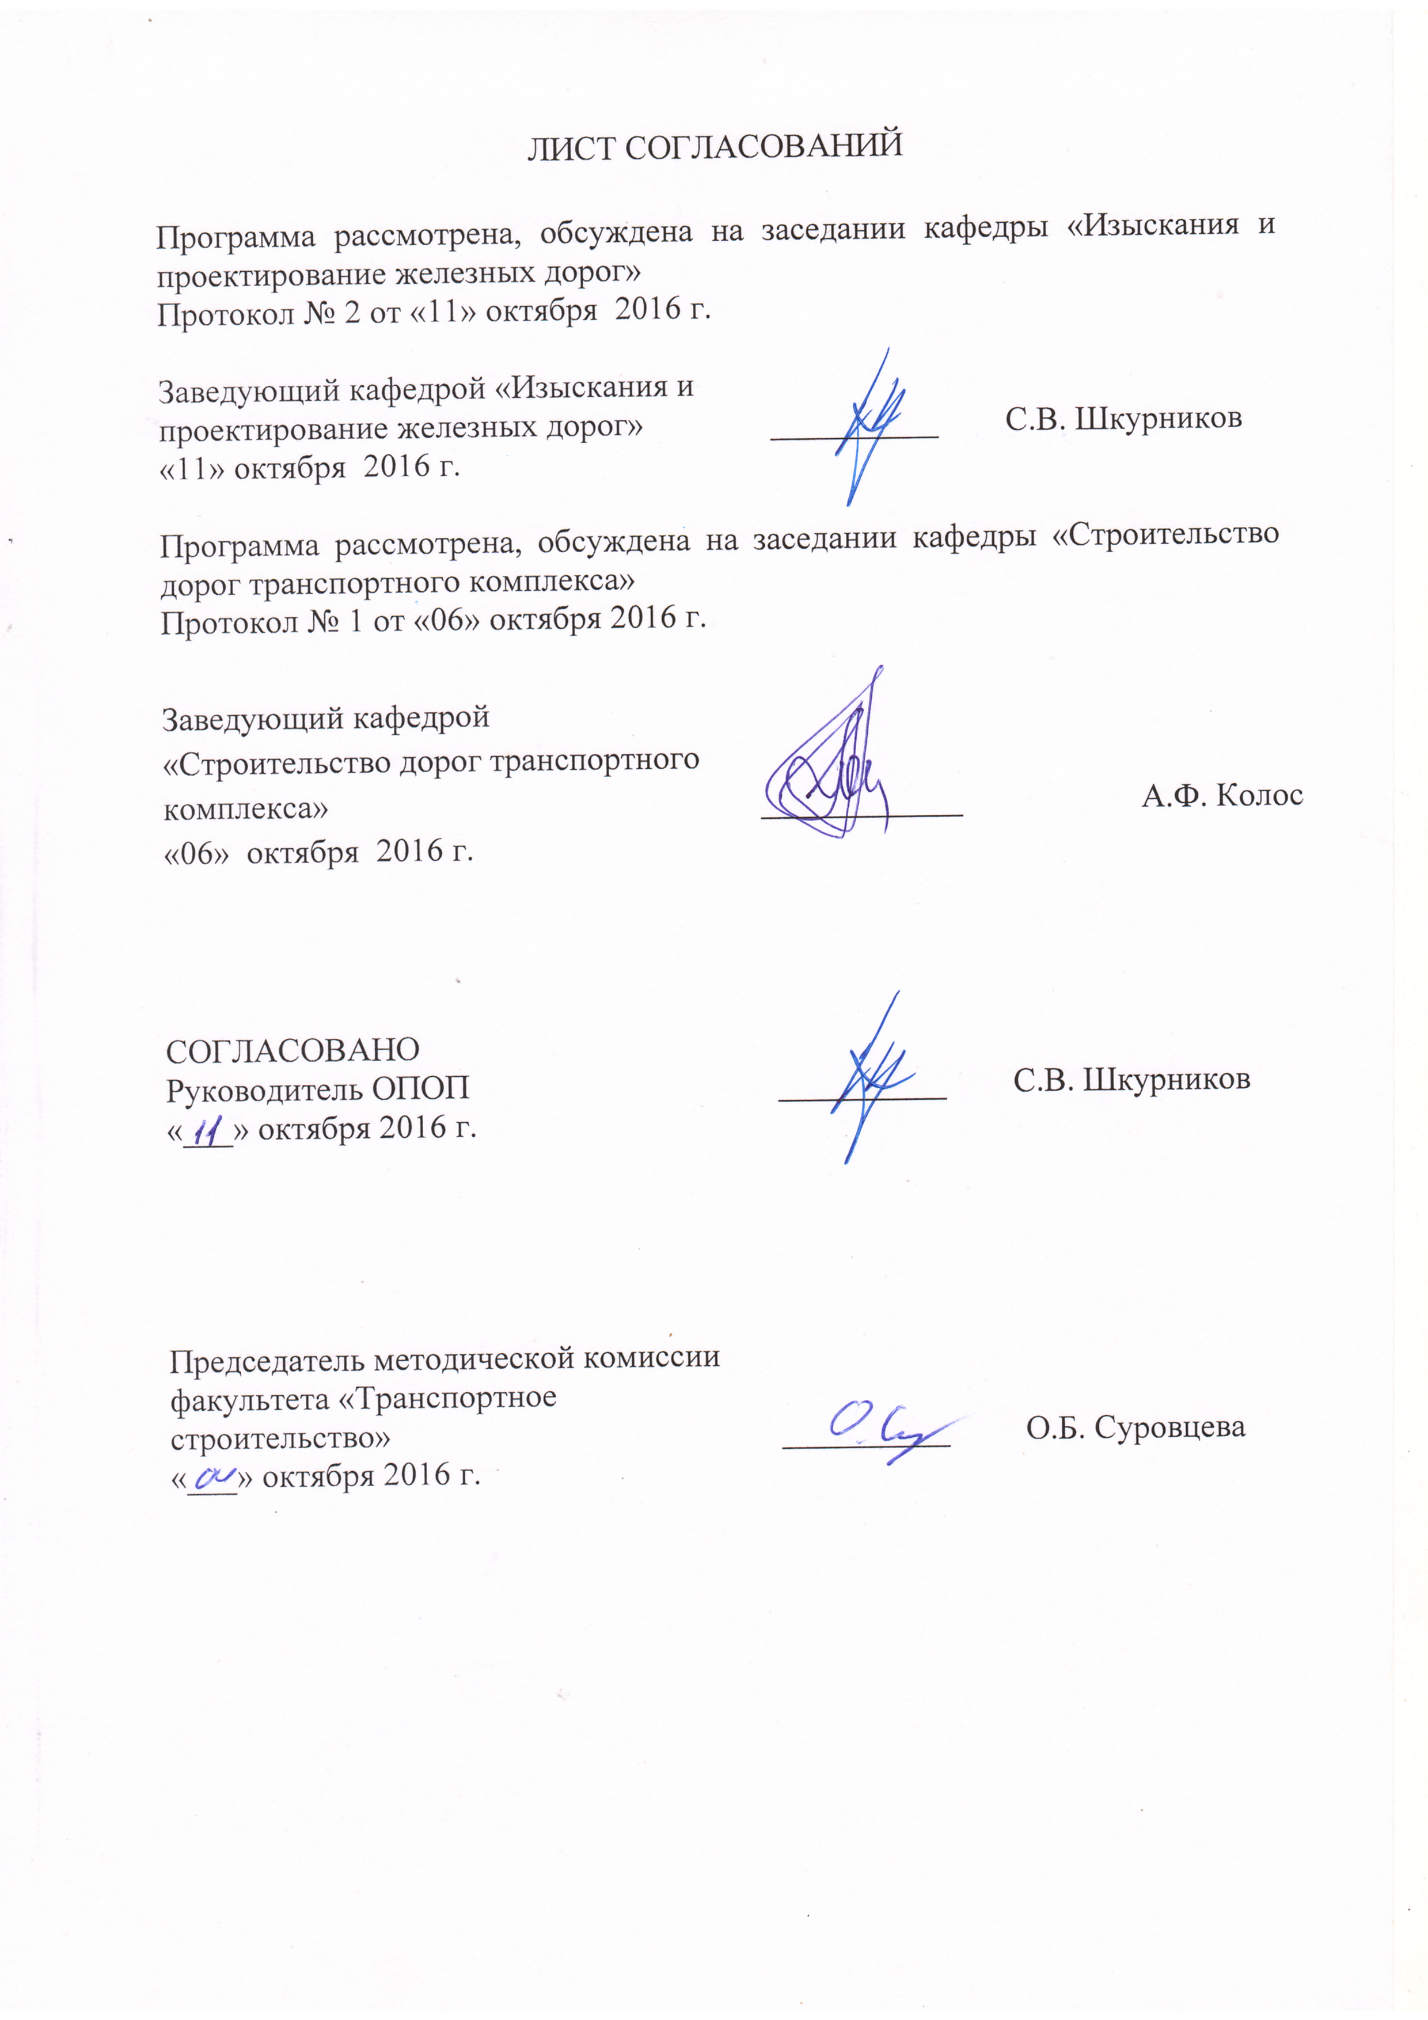 ЛИСТ СОГЛАСОВАНИЙ
Программа рассмотрена, обсуждена на заседании кафедры «Изыскания и
проектирование железных дорог»
Протокол № 2 от «11» октября 2016 г.
Заведующий кафедрой «Изыскания и
проектирование железных дорог» С.В. Шкурников
«11» октября 2016 г.
Программа рассмотрена, обсуждена на заседании кафедры «Строительство
дорог транспортного комплекса»
Протокол № 1 от «06» октября 2016 г.
Заведующий кафедрой
«Строительство дорог транспортного
комплекса» А.Ф. Колос
«06» октября 2016 г.
СОГЛАСОВАНО
Руководитель ОПОП С.В. Шкурников
«11» октября 2016 г.
Председатель методической комиссии
факультета «Транспортное
строительство» О.Б. Суровцева
« » октября 2016 г.